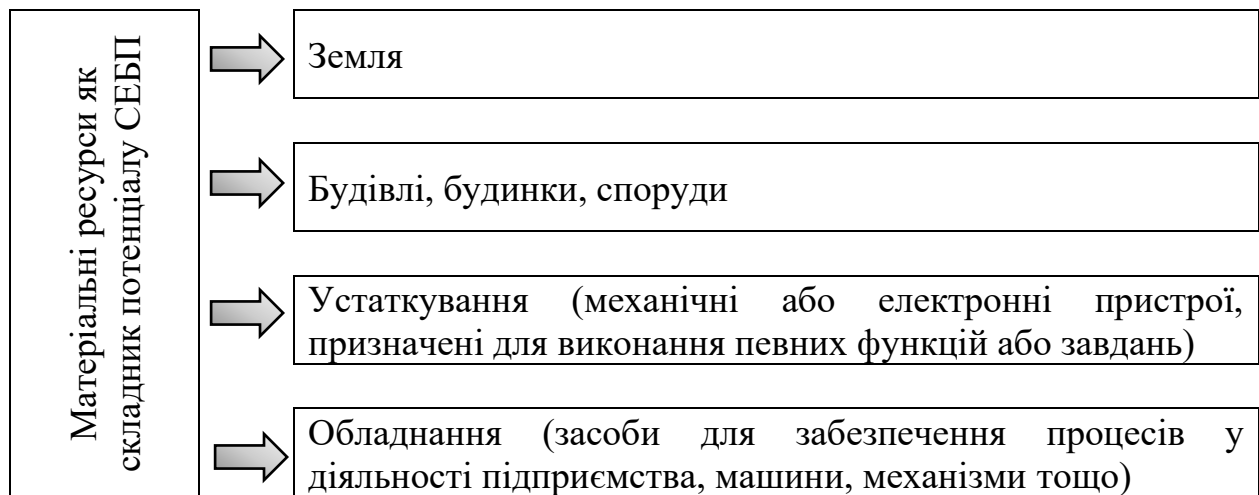 Матеріальні ресурси як
складник потенціалу СЕБП
Земля
Будівлі, будинки, споруди
Устаткування (механічні або електронні пристрої,
призначені для виконання певних функцій або завдань)
Обладнання (засоби для забезпечення процесів у
діяльності підприємства, машини, механізми тощо)